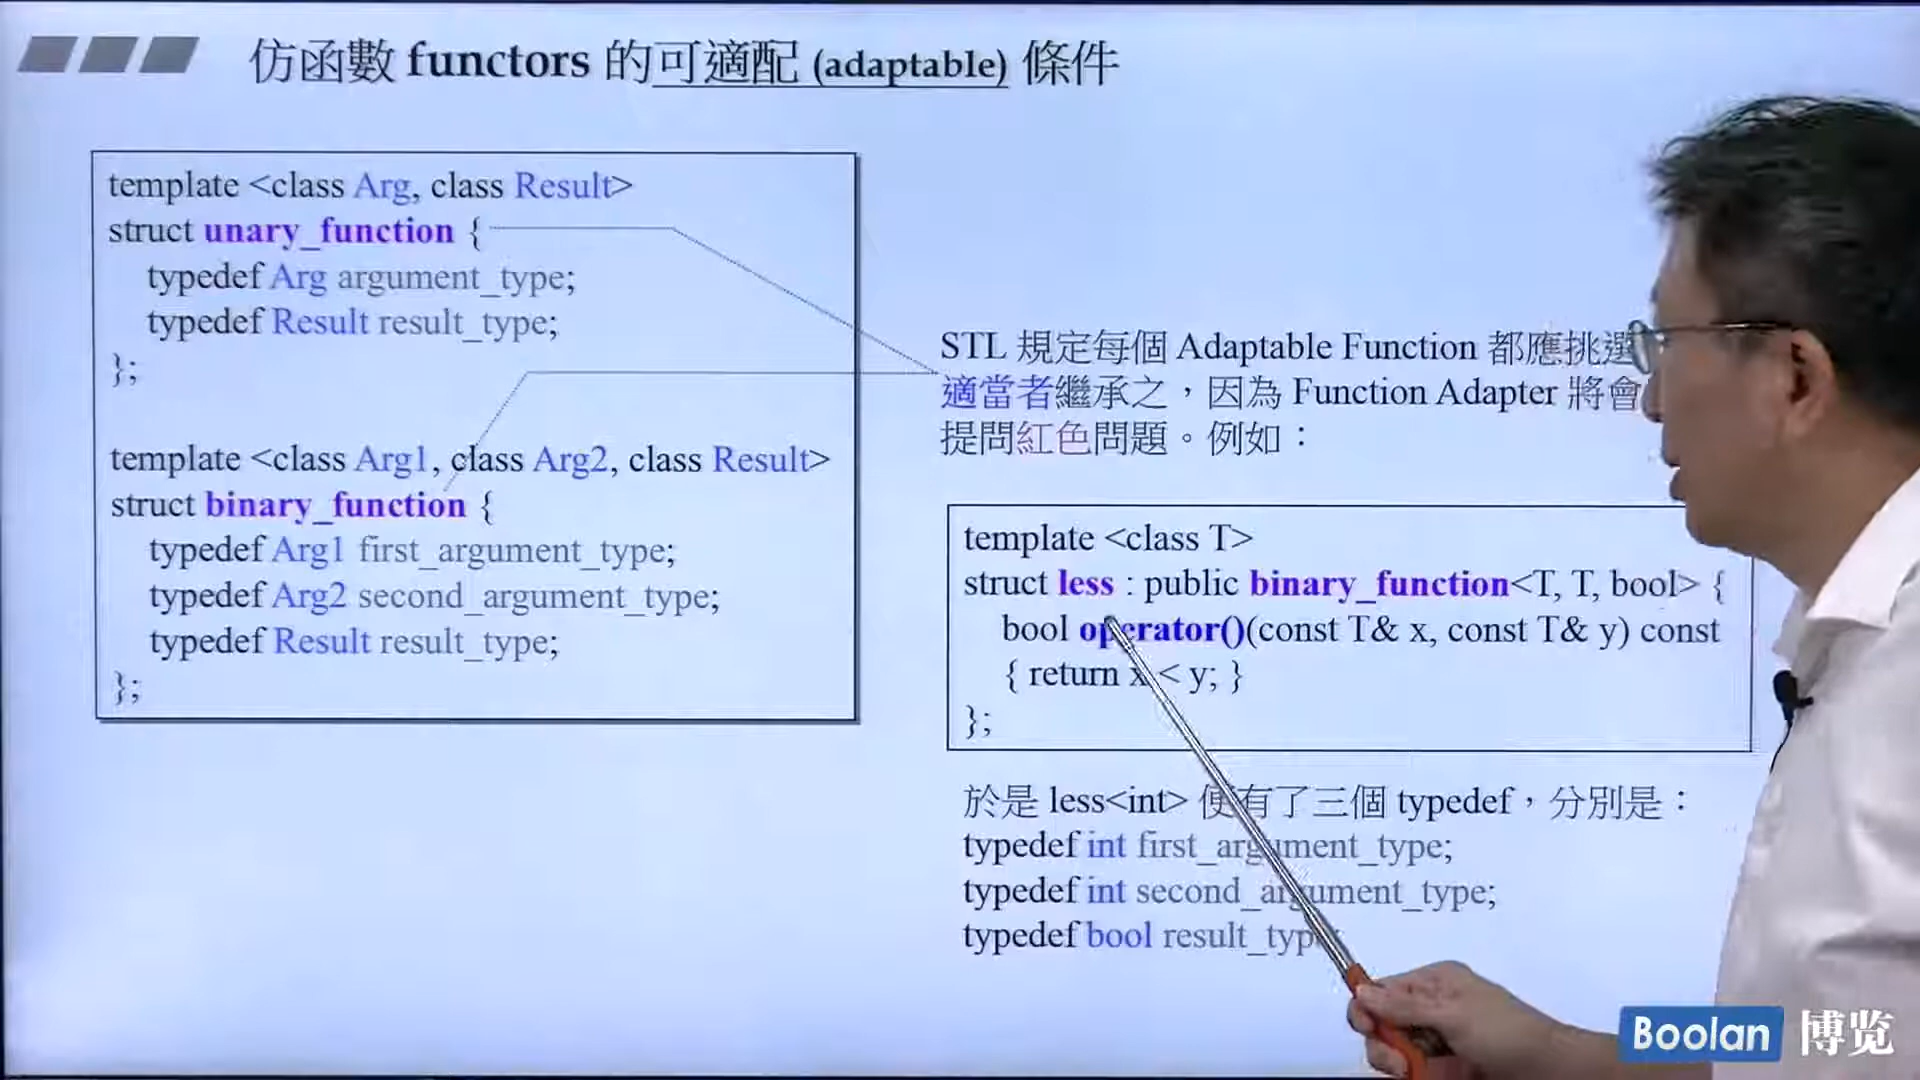 仿函數 functors 的可適配 (adaptable) 條件
template <class Arg, class Result>
struct unary_function {
typedef Arg argument_type;
typedef Result result_type;
};
template <class Arg1, class Arg2, class Result>
struct binary_function {
typedef Arg1 first_argument_type;
typedef Arg2 second_argument_type;
typedef Result result_type;
};
STL 規定每個 Adaptable Function 都應挑選
適當者繼承之，因為 Function Adapter 將會
提問紅色問題。例如：
template <class T>
struct less : public binary_function<T, T, bool> {
bool operator()(const T& x, const T& y) const
{ return x < y; }
};
於是 less<int> 便有了三個 typedef，分別是：
typedef int first_argument_type;
typedef int second_argument_type;
typedef bool result_type
Boolan 博览